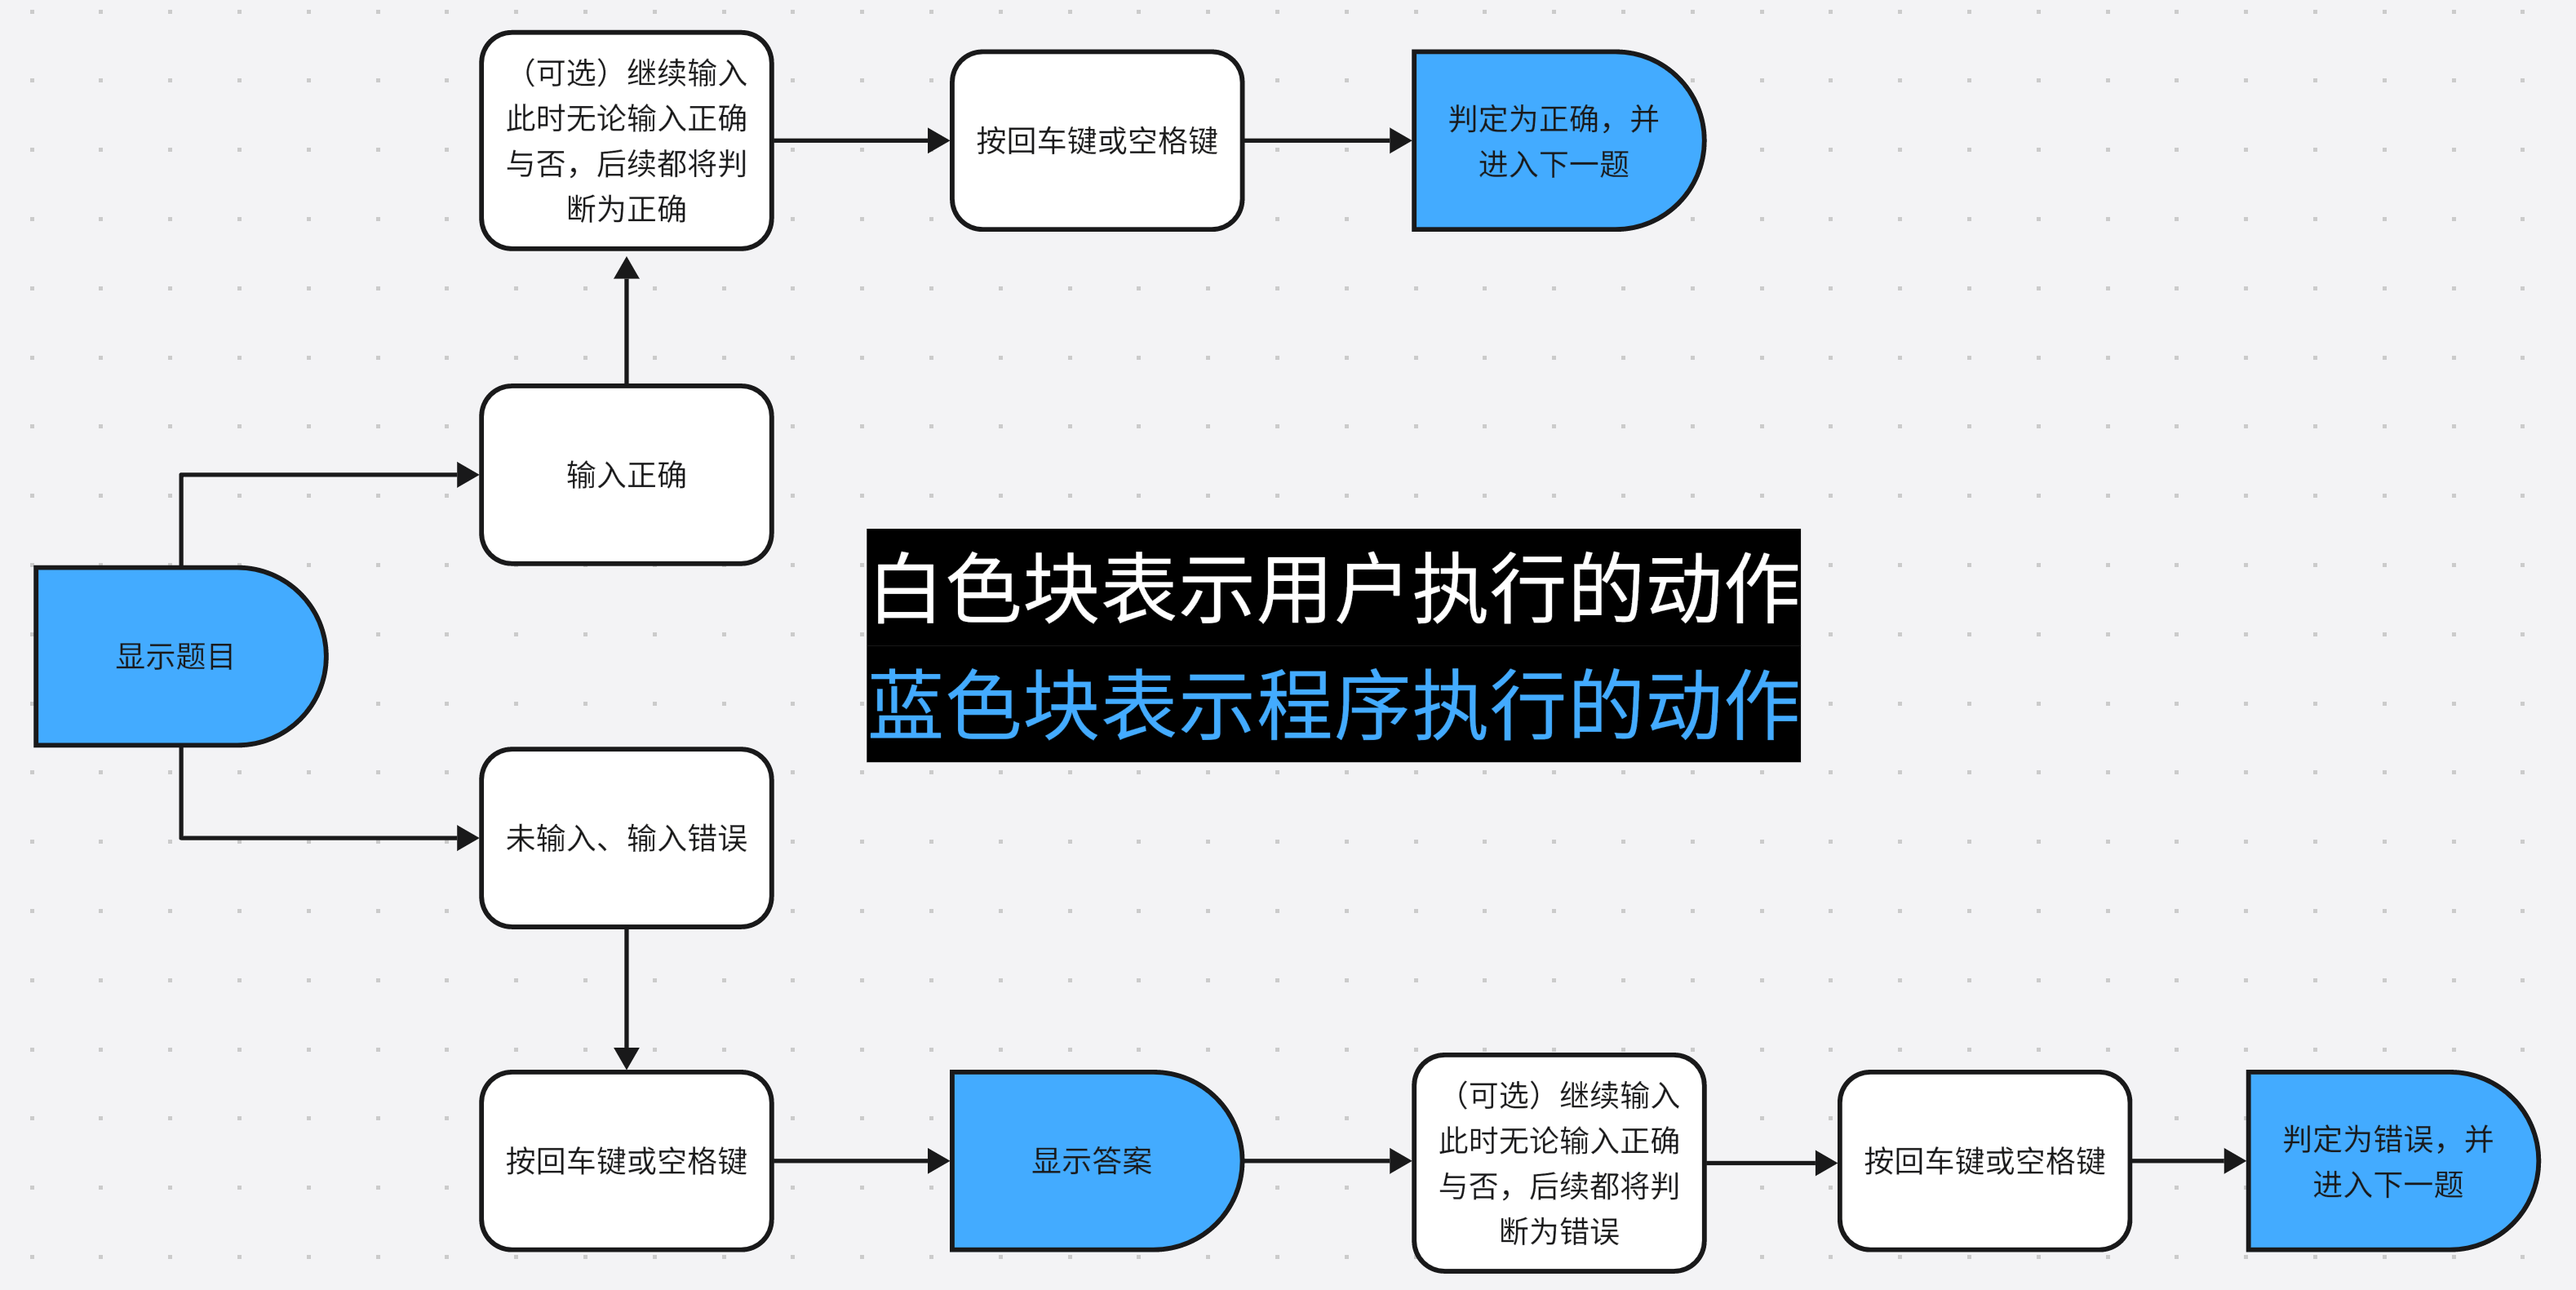 （可选）继续输入
此时无论输入正确
与否，后续都将判
断为正确
按回车键或空格键
判定为正确，并
进入下一题
输入正确
白色块表示用户执行的动作
蓝色块表示程序执行的动作
显示题目
未输入、输入错误
按回车键或空格键
显示答案
（可选）继续输入
此时无论输入正确
与否，后续都将判
断为错误
按回车键或空格键
判定为错误，并
进入下一题